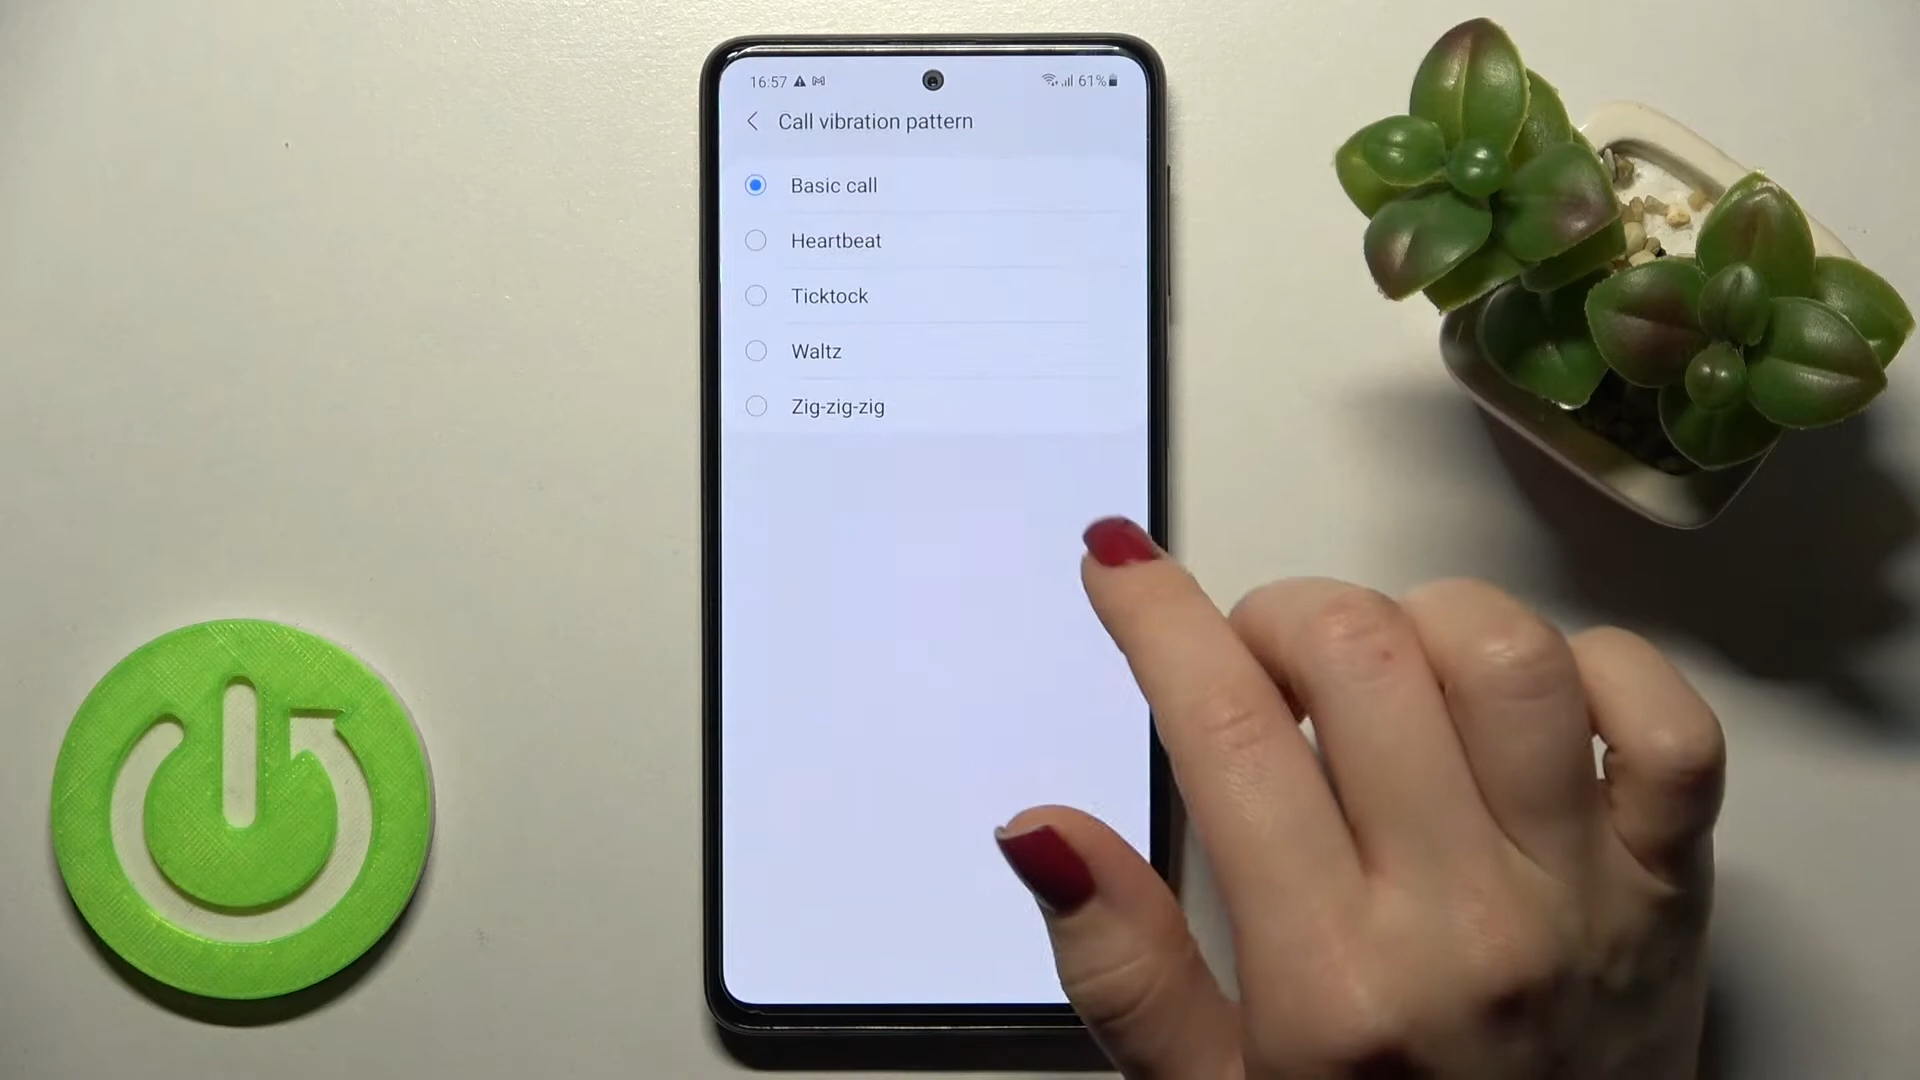 16:57 61%
Call vibration pattern
Basic call
Heartbeat
Ticktock
Waltz
Zig-zig-zig